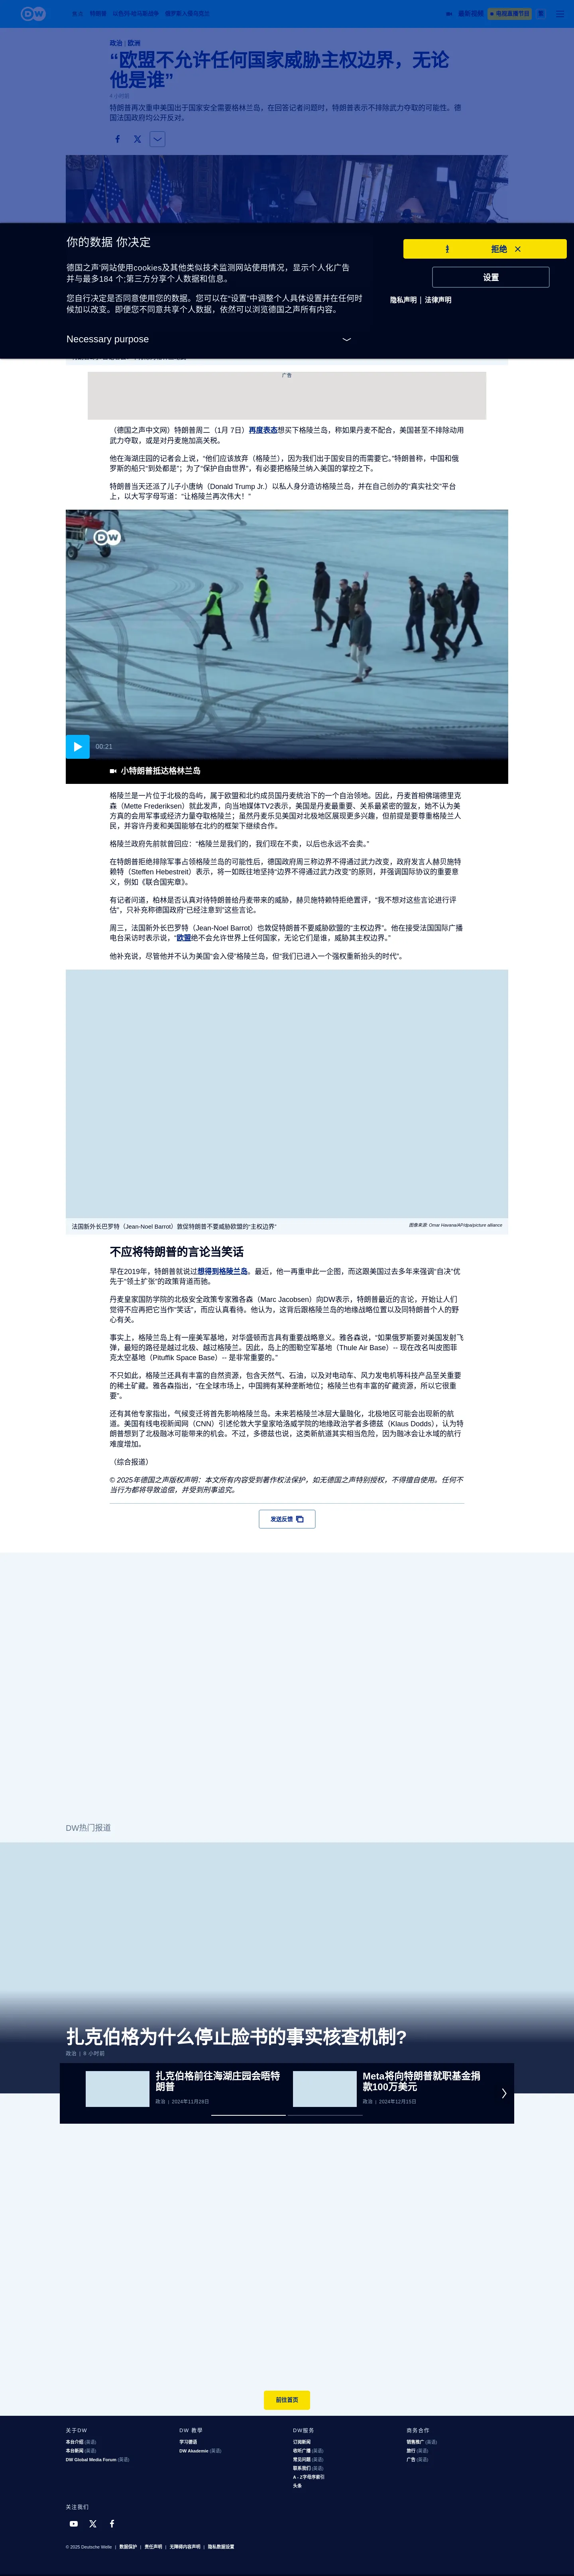 DW
焦点
特朗普
以色列-哈马斯战争
俄罗斯入侵乌克兰
最新视频
电视直播节目
政治 | 欧洲
“欧盟不允许任何国家威胁主权边界，无论
他是谁”
特朗普再次重申美国出于国家安全需要格林兰岛，在回答记者问题时，特朗普表示不排除武力夺取的可能性。德
国法国政府均公开反对。
你的数据 你决定
德国之声¨网站使用cookies及其他类似技术监测网站使用情况，显示个人化广告
并与最多184 个¦第三方分享个人数据和信息。
您自行决定是否同意使用您的数据。您可以在“设置”中调整个人具体设置并在任何时
候加以改变。即便您不同意共享个人数据，依然可以浏览德国之声所有内容。
Necessary purpose
拒绝
设置
隐私声明 | 法律声明
广告
（德国之声中文网）特朗普周二（1月 7日）再度表态想买下格陵兰岛，称如果丹麦不配合，美国甚至不排除动用
武力夺取，或是对丹麦施加高关税。
他在海湖庄园的记者会上说，“他们应该放弃（格陵兰），因为我们出于国安目的而需要它。”特朗普称，中国和俄
罗斯的船只“到处都是”；为了“保护自由世界”，有必要把格陵兰纳入美国的掌控之下。
特朗普当天还派了儿子小唐纳（Donald Trump Jr.）以私人身分造访格陵兰岛，并在自己创办的“真实社交”平台
上，以大写字母写道：“让格陵兰再次伟大！”
DW
00:21
小特朗普抵达格林兰岛
格陵兰是一片位于北极的岛屿，属于欧盟和北约成员国丹麦统治下的一个自治领地。因此，丹麦首相佛瑞德里克
森（Mette Frederiksen）就此发声，向当地媒体TV2表示，美国是丹麦最重要、关系最紧密的盟友，她不认为美
方真的会用军事或经济力量夺取格陵兰；虽然丹麦乐见美国对北极地区展现更多兴趣，但前提是要尊重格陵兰人
民，并容许丹麦和美国能够在北约的框架下继续合作。
格陵兰政府先前就曾回应：“格陵兰是我们的，我们现在不卖，以后也永远不会卖。”
在特朗普拒绝排除军事占领格陵兰岛的可能性后，德国政府周三称边界不得通过武力改变，政府发言人赫贝施特
赖特（Steffen Hebestreit）表示，将一如既往地坚持“边界不得通过武力改变”的原则，并强调国际协议的重要意
义，例如《联合国宪章》。
有记者问道，柏林是否认真对待特朗普给丹麦带来的威胁，赫贝施特赖特拒绝置评，“我不想对这些言论进行评
估”，只补充称德国政府“已经注意到”这些言论。
周三，法国新外长巴罗特（Jean-Noel Barrot）也敦促特朗普不要威胁欧盟的“主权边界”。他在接受法国国际广播
电台采访时表示说，“欧盟绝不会允许世界上任何国家，无论它们是谁，威胁其主权边界。”
他补充说，尽管他并不认为美国“会入侵”格陵兰岛，但“我们已进入一个强权重新抬头的时代”。
法国新外长巴罗特（Jean-Noel Barrot）敦促特朗普不要威胁欧盟的“主权边界”
图像来源: Omar Havana/AP/dpa/picture alliance
不应将特朗普的言论当笑话
早在2019年，特朗普就说过想得到格陵兰岛。最近，他一再重申此一企图，而这跟美国过去多年来强调“自决”优
先于“领土扩张”的政策背道而驰。
丹麦皇家国防学院的北极安全政策专家雅各森（Marc Jacobsen）向DW表示，特朗普最近的言论，开始让人们
觉得不应再把它当作“笑话”，而应认真看待。他认为，这背后跟格陵兰岛的地缘战略位置以及同特朗普个人的野
心有关。
事实上，格陵兰岛上有一座美军基地，对华盛顿而言具有重要战略意义。雅各森说，“如果俄罗斯要对美国发射飞
弹，最短的路径是越过北极、越过格陵兰。因此，岛上的图勒空军基地（Thule Air Base）-- 现在改名叫皮图菲
克太空基地（Pituffik Space Base）-- 是非常重要的。”
不只如此，格陵兰还具有丰富的自然资源，包含天然气、石油，以及对电动车、风力发电机等科技产品至关重要
的稀土矿藏。雅各森指出，“在全球市场上，中国拥有某种垄断地位；格陵兰也有丰富的矿藏资源，所以它很重
要”。
还有其他专家指出，气候变迁将首先影响格陵兰岛。未来若格陵兰冰层大量融化，北极地区可能会出现新的航
道。美国有线电视新闻网（CNN）引述伦敦大学皇家哈洛威学院的地缘政治学者多德兹（Klaus Dodds），认为特
朗普想到了北极融冰可能带来的机会。不过，多德兹也说，这类新航道其实相当危险，因为融冰会让水域的航行
难度增加。
（综合报道）
© 2025年德国之声版权声明：本文所有内容受到著作权法保护，如无德国之声特别授权，不得擅自使用。任何不
当行为都将导致追偿，并受到刑事追究。
发送反馈
DW热门报道
扎克伯格为什么停止脸书的事实核查机制?
政治 | 8 小时前
扎克伯格前往海湖庄园会晤特
朗普
政治 | 2024年11月28日
Meta将向特朗普就职基金捐
款100万美元
政治 | 2024年12月15日
前往首页
关于DW
本台介绍 (英语)
本台新闻 (英语)
DW Global Media Forum (英语)
DW 教學
学习德语
DW Akademie (英语)
DW服务
订阅新闻
收听广播 (英语)
常见问题 (英语)
联系我们 (英语)
A - Z字母序索引
头条
商务合作
销售推广 (英语)
旅行 (英语)
广告 (英语)
关注我们
© 2025 Deutsche Welle | 数据保护 | 责任声明 | 无障碍内容声明 | 隐私数据设置